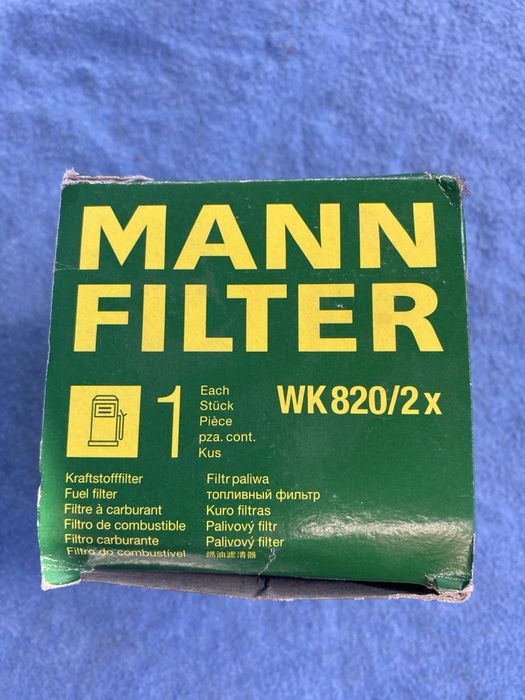 MANN
FILTER
1
Each
Stück
Pièce
pza. cont.
Kus
WK 820/2 x
Kraftstofffilter
Fuel filter
Filtre à carburant
Filtro de combustible
Filtro carburante
Filtro do combustível
Filtr paliwa
топливный фильтр
Kuro filtras
Palivový filtr
Palivový filter
燃油滤清器